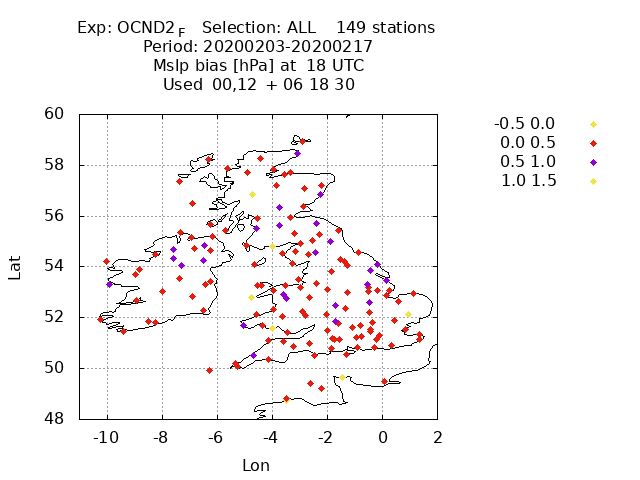 Exp: OCND2 F Selection: ALL 149 stations
Period: 20200203-20200217
Mslp bias [hPa] at 18 UTC
Used 00,12 + 06 18 30
-0.5 0.0
0.0 0.5
0.5 1.0
1.0 1.5
60
58
56
54
52
50
48
Lat
-10 -8 -6 -4 -2 0 2
Lon